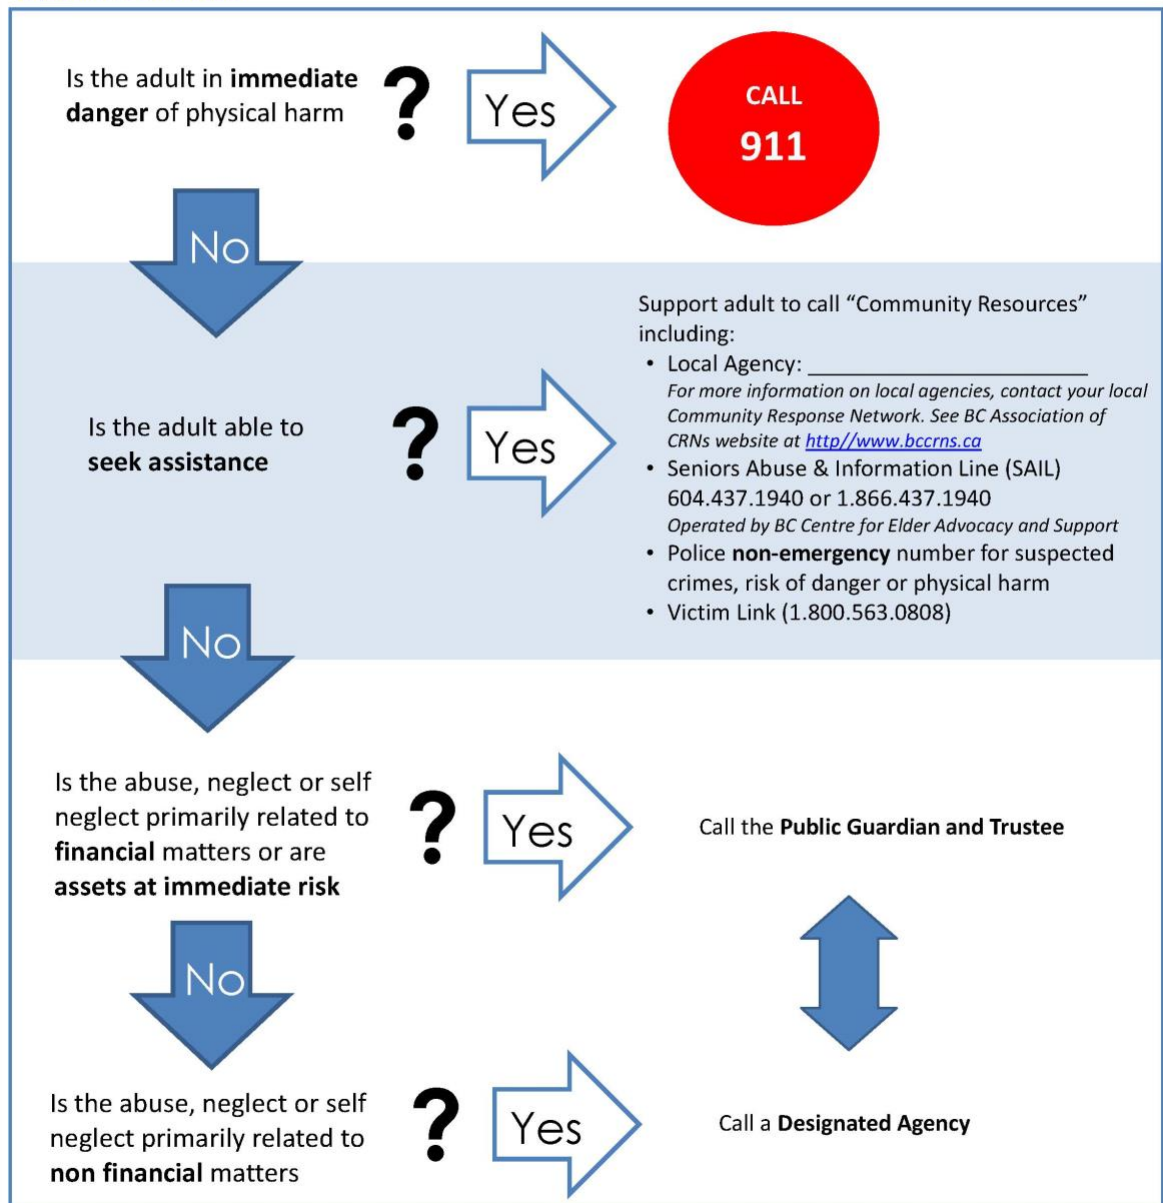 Is the adult in immediate
danger of physical harm
?
Yes
CALL
911
No
Is the adult able to
seek assistance
?
Yes
Support adult to call “Community Resources”
including:
• Local Agency: ________________________
For more information on local agencies, contact your local
Community Response Network. See BC Association of
CRNs website at http//www.bccrns.ca
• Seniors Abuse & Information Line (SAIL)
604.437.1940 or 1.866.437.1940
Operated by BC Centre for Elder Advocacy and Support
• Police non-emergency number for suspected
crimes, risk of danger or physical harm
• Victim Link (1.800.563.0808)
No
Is the abuse, neglect or self
neglect primarily related to
financial matters or are
assets at immediate risk
?
Yes
Call the Public Guardian and Trustee
No
Is the abuse, neglect or self
neglect primarily related to
non financial matters
?
Yes
Call a Designated Agency